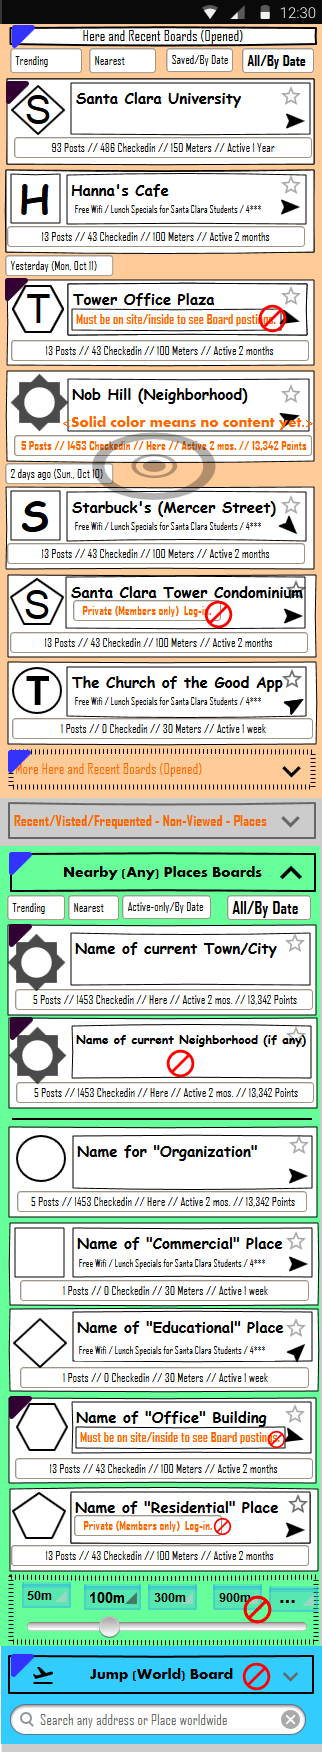 12:30
Here and Recent Boards (Opened)
Trending Nearest Saved/By Date All/By Date
S Santa Clara University
93 Posts // 486 Checkedin // 150 Meters // Active 1 Year
H Hanna's Cafe
Free Wifi / Lunch Specials for Santa Clara Students / 4***
13 Posts // 43 Checkedin // 100 Meters // Active 2 months
Yesterday (Mon, Oct 11)
T Tower Office Plaza
Must be on site/inside to see Board postings.
13 Posts // 43 Checkedin // 100 Meters // Active 2 months
Nob Hill (Neighborhood)
<Solid color means no content yet.>
5 Posts // 1453 Checkedin // Here // Active 2 mos. // 13,342 Points
2 days ago (Sun., Oct 10)
S Starbuck's (Mercer Street)
Free Wifi / Lunch Specials for Santa Clara Students / 4***
13 Posts // 43 Checkedin // 100 Meters // Active 2 months
S Santa Clara Tower Condominium
Private (Members only) Log-in.
13 Posts // 43 Checkedin // 100 Meters // Active 2 months
T The Church of the Good App
Free Wifi / Lunch Specials for Santa Clara Students / 4***
1 Posts // 0 Checkedin // 30 Meters // Active 1 week
More Here and Recent Boards (Opened)
Recent/Visted/Frequented - Non-Viewed - Places
Nearby (Any) Places Boards
Trending Nearest Active-only/By Date All/By Date
Name of current Town/City
5 Posts // 1453 Checkedin // Here // Active 2 mos. // 13,342 Points
Name of current Neighborhood (if any)
5 Posts // 1453 Checkedin // Here // Active 2 mos. // 13,342 Points
Name for "Organization"
5 Posts // 1453 Checkedin // Here // Active 2 mos. // 13,342 Points
Name of "Commercial" Place
Free Wifi / Lunch Specials for Santa Clara Students / 4***
1 Posts // 0 Checkedin // 30 Meters // Active 1 week
Name of "Educational" Place
Free Wifi / Lunch Specials for Santa Clara Students / 4***
1 Posts // 0 Checkedin // 30 Meters // Active 1 week
Name of "Office" Building
Must be on site/inside to see Board postings.
13 Posts // 43 Checkedin // 100 Meters // Active 2 months
Name of "Residential" Place
Private (Members only) Log-in.
13 Posts // 43 Checkedin // 100 Meters // Active 2 months
50m 100m 300m 900m ...
Jump (World) Board
Search any address or Place worldwide